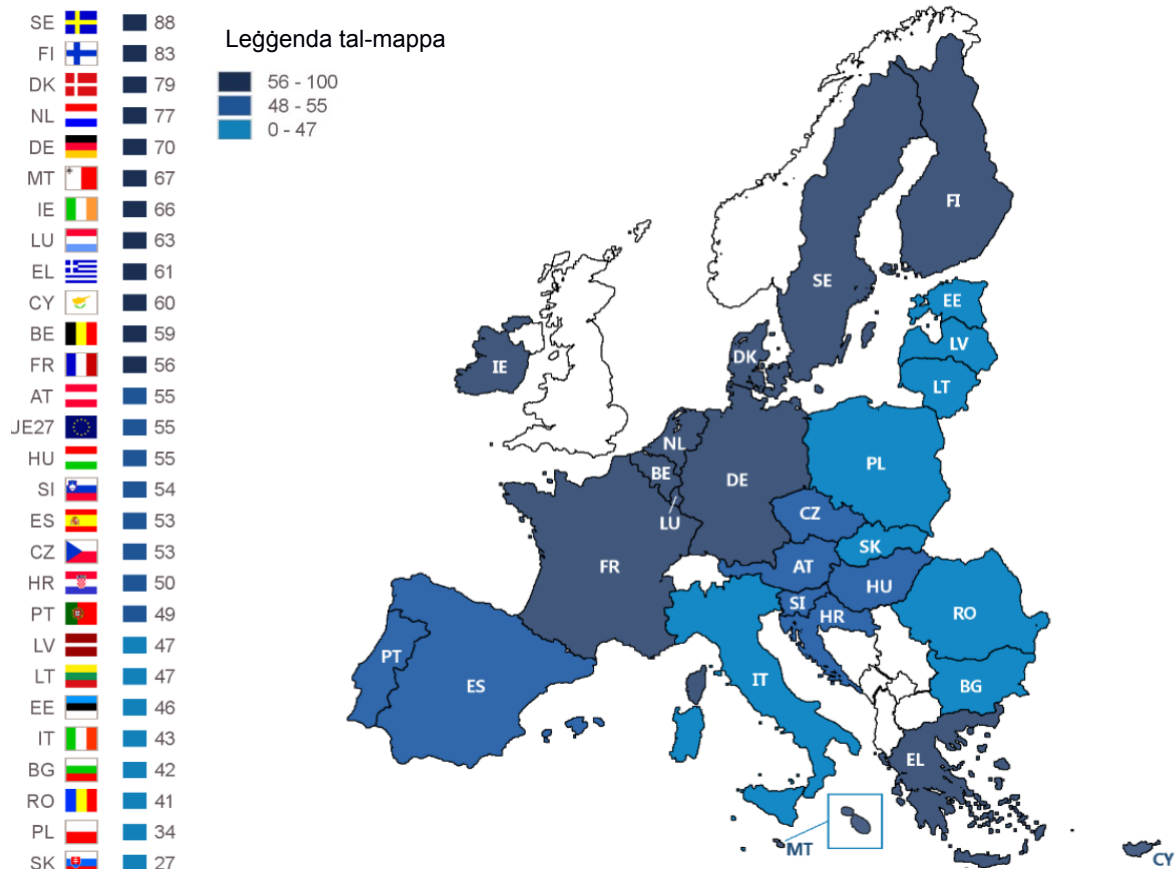 SE 88
FI 83
DK 79
NL 77
DE 70
MT 67
IE 66
LU 63
EL 61
CY 60
BE 59
FR 56
AT 55
JE27 55
HU 55
SI 54
ES 53
CZ 53
HR 50
PT 49
LV 47
LT 47
EE 46
IT 43
BG 42
RO 41
PL 34
SK 27
Leġġenda tal-mappa
56 - 100
48 - 55
0 - 47
FI
SE
EE
LV
LT
DK
IE
NL
BE
DE
PL
LU
CZ
SK
FR
AT
HU
SI
HR
RO
PT
ES
IT
BG
EL
MT
CY